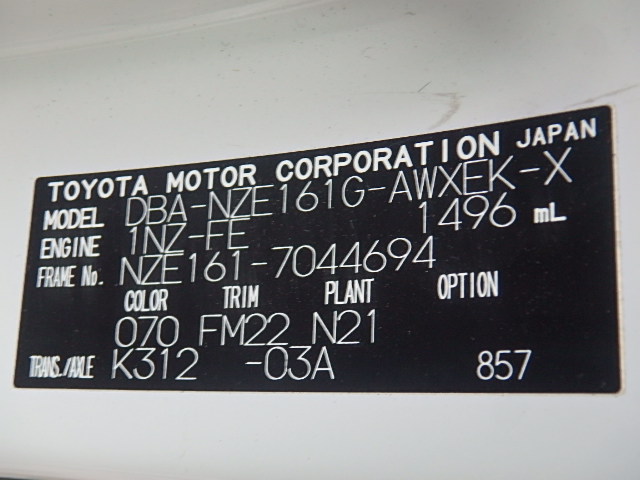 TOYOTA MOTOR CORPORATION JAPAN
MODEL DBA-NZE161G-AWXEK-X
ENGINE 1NZ-FE 1496 mL
FRAME No. NZE161-7044694
COLOR TRIM PLANT OPTION
070 FM22 N21
TRANS./AXLE K312 -03A 857